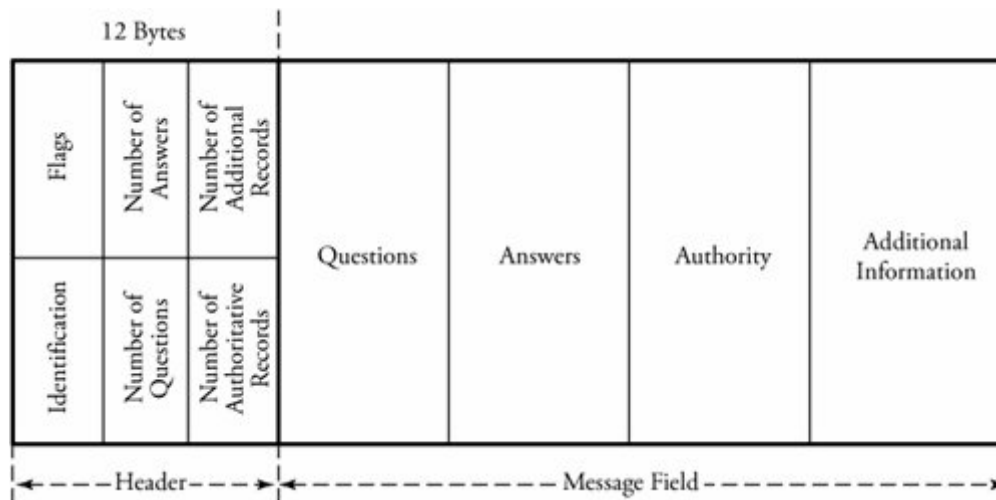 12 Bytes
Flags
Number of
Answers
Number of
Additional
Records
Identification
Number of
Questions
Number of
Authoritative
Records
Questions
Answers
Authority
Additional
Information
Header
Message Field